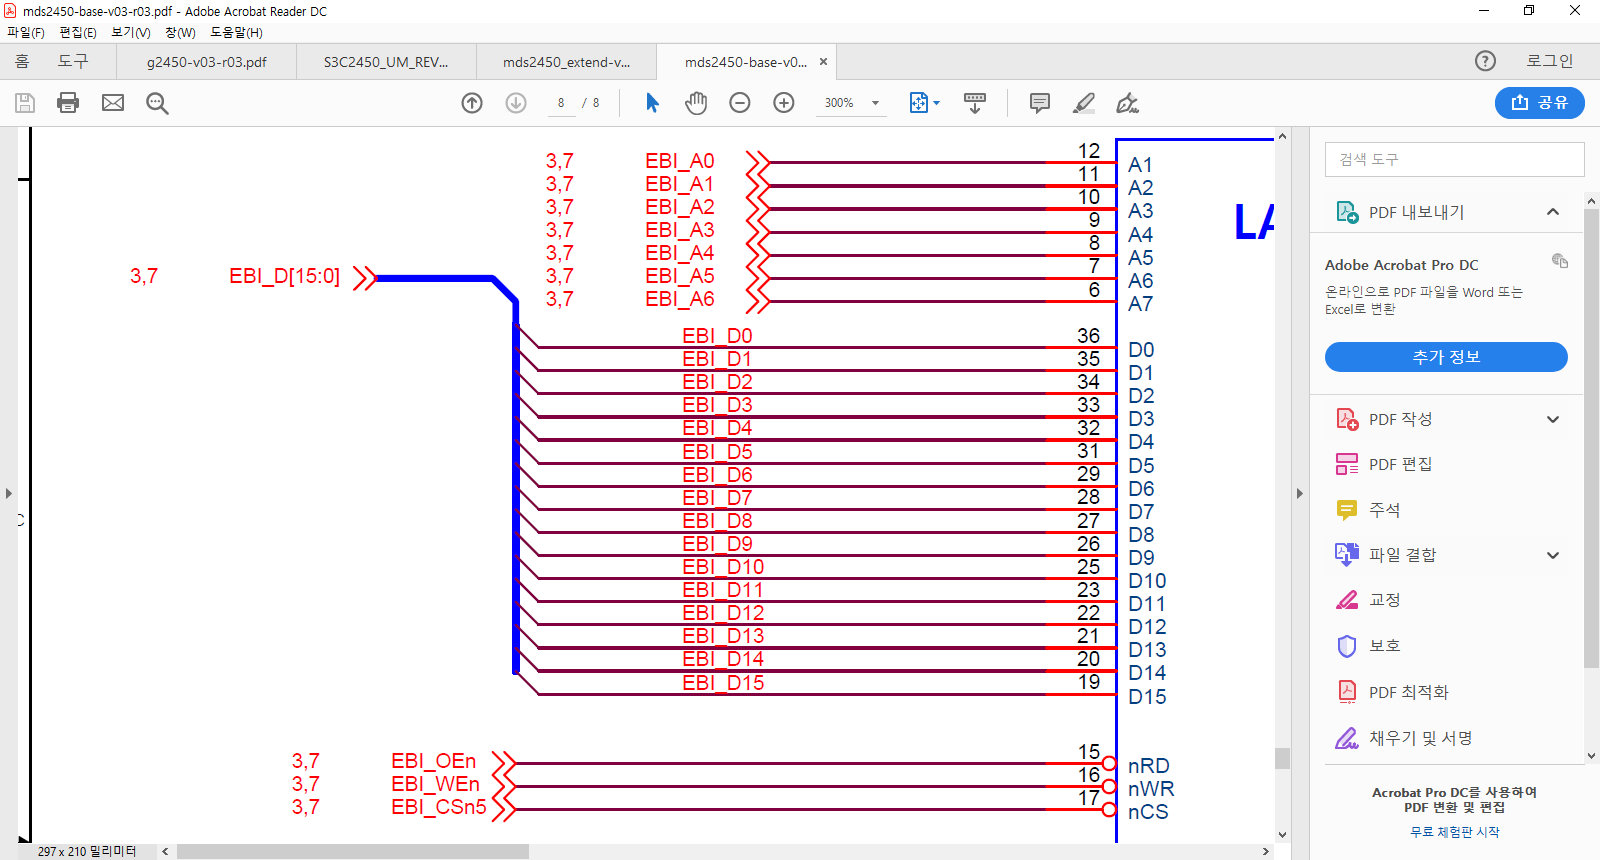 mds2450-base-v03-r03.pdf - Adobe Acrobat Reader DC
파일(F) 편집(E) 보기(V) 창(W) 도움말(H)
홈 도구 g2450-v03-r03.pdf S3C2450_UM_REV... mds2450_extend-v... mds2450-base-v0... × ? 로그인
8 / 8 300% 공유
3,7 EBI_A0 12 A1
3,7 EBI_A1 11 A2
3,7 EBI_A2 10 A3
3,7 EBI_A3 9 A4
3,7 EBI_A4 8 A5
3,7 EBI_A5 7 A6
3,7 EBI_A6 6 A7
LA
3,7 EBI_D[15:0]
EBI_D0 36 D0
EBI_D1 35 D1
EBI_D2 34 D2
EBI_D3 33 D3
EBI_D4 32 D4
EBI_D5 31 D5
EBI_D6 29 D6
EBI_D7 28 D7
EBI_D8 27 D8
EBI_D9 26 D9
EBI_D10 25 D10
EBI_D11 23 D11
EBI_D12 22 D12
EBI_D13 21 D13
EBI_D14 20 D14
EBI_D15 19 D15
C
3,7 EBI_OEn 15 nRD
3,7 EBI_WEn 16 nWR
3,7 EBI_CSn5 17 nCS
297 x 210 밀리미터
검색 도구
PDF 내보내기
Adobe Acrobat Pro DC
온라인으로 PDF 파일을 Word 또는
Excel로 변환
추가 정보
PDF 작성
PDF 편집
주석
파일 결합
교정
보호
PDF 최적화
채우기 및 서명
Acrobat Pro DC를 사용하여
PDF 변환 및 편집
무료 체험판 시작